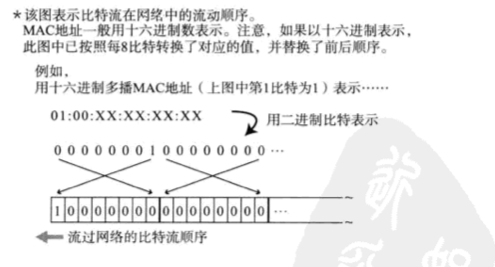 *该图表示比特流在网络中的流动顺序。
MAC地址一般用十六进制数表示。注意，如果以十六进制表示，
此图中已按照每8比特转换了对应的值，并替换了前后顺序。
例如，
用十六进制多播MAC地址（上图中第1比特为1）表示……
01:00:XX:XX:XX:XX
用二进制比特表示
0 0 0 0 0 0 0 1 0 0 0 0 0 0 0 0 …
1 0 0 0 0 0 0 0 0 0 0 0 0 0 0 0 …
流过网络的比特流顺序